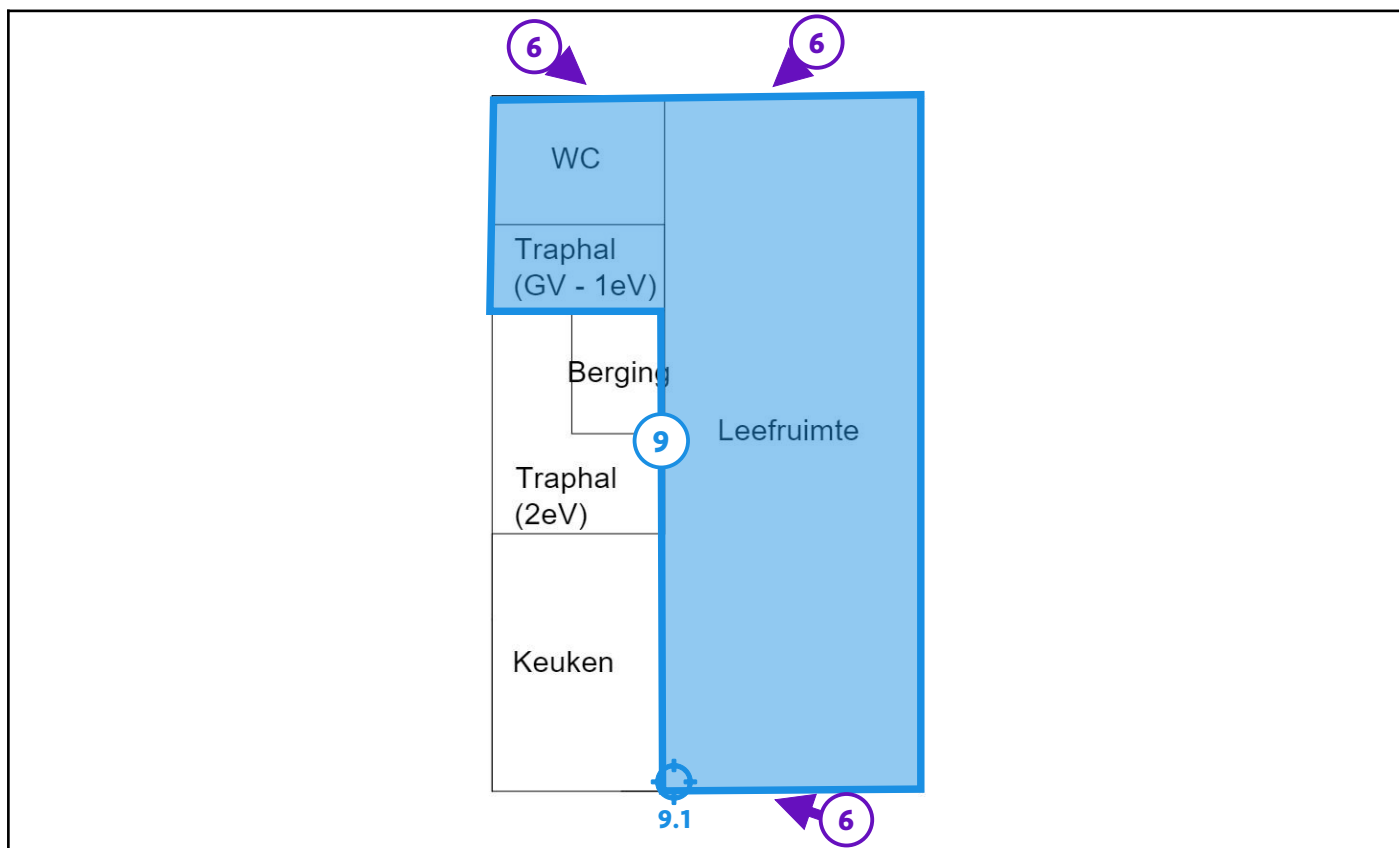 6
6
WC
Traphal
(GV - 1eV)
Berging
9
Leefruimte
Traphal
(2eV)
Keuken
9.1
6